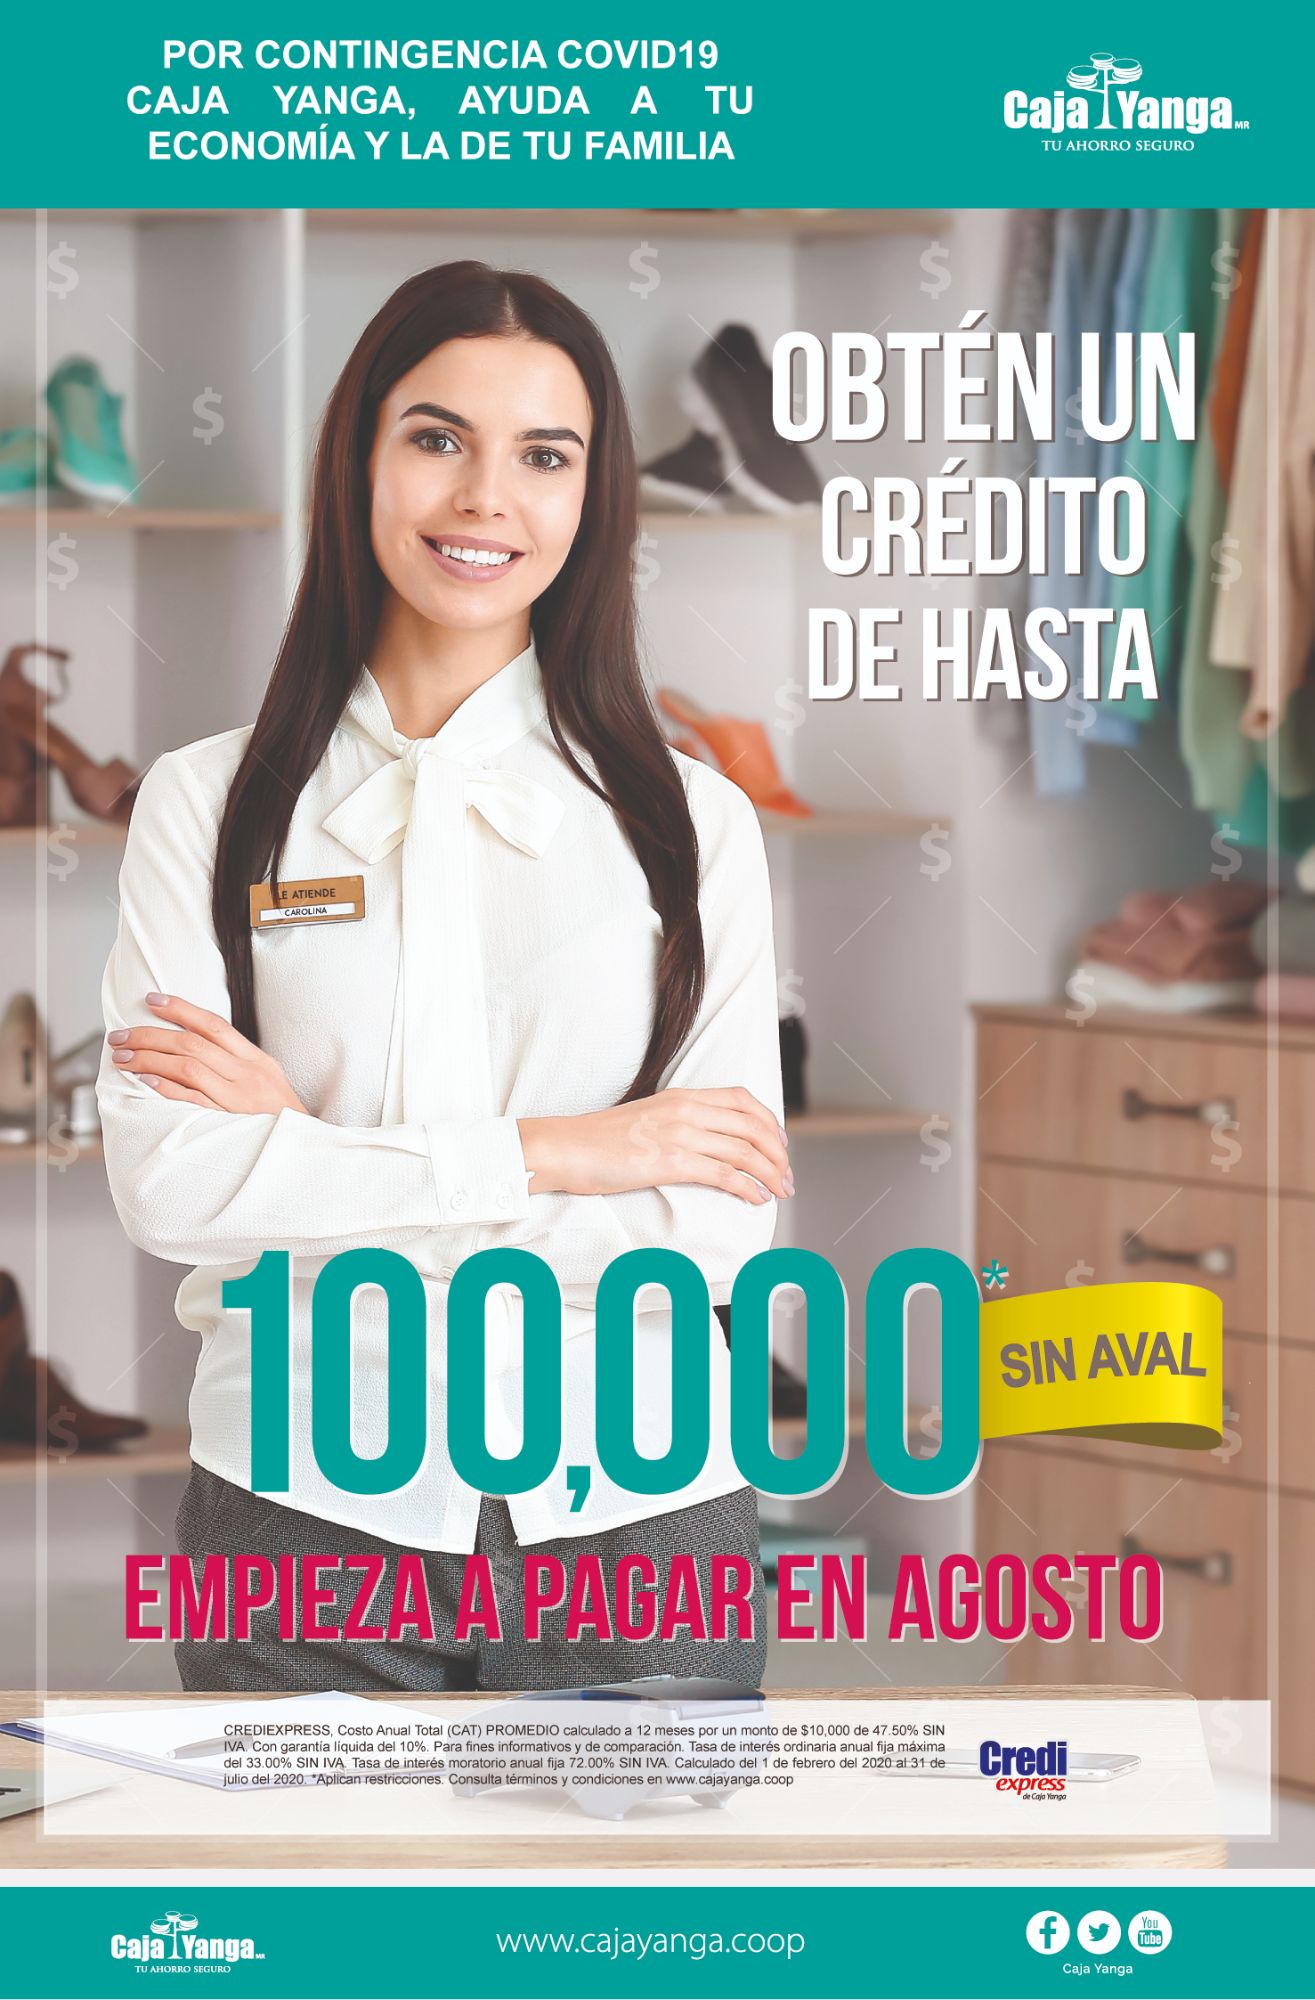 POR CONTINGENCIA COVID19
CAJA YANGA, AYUDA A TU
ECONOMÍA Y LA DE TU FAMILIA
Caja Yanga MR
TU AHORRO SEGURO
OBTÉN UN
CRÉDITO
DE HASTA
LE ATIENDE
CAROLINA
100,000*
SIN AVAL
EMPIEZA A PAGAR EN AGOSTO
CREDIEXPRESS, Costo Anual Total (CAT) PROMEDIO calculado a 12 meses por un monto de $10,000 de 47.50% SIN
IVA. Con garantía líquida del 10%. Para fines informativos y de comparación. Tasa de interés ordinaria anual fija máxima
del 33.00% SIN IVA. Tasa de interés moratorio anual fija 72.00% SIN IVA. Calculado del 1 de febrero del 2020 al 31 de
julio del 2020. *Aplican restricciones. Consulta términos y condiciones en www.cajayanga.coop
Credi
express
de Caja Yanga
Caja Yanga MR
TU AHORRO SEGURO
www.cajayanga.coop
You
Tube
Caja Yanga